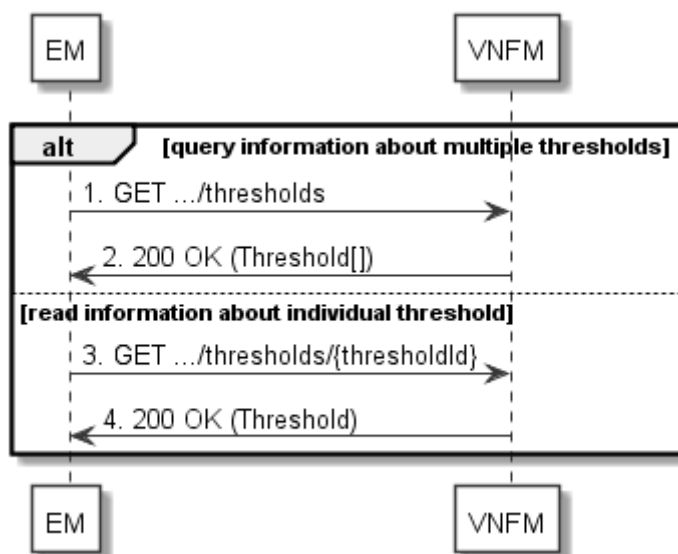 EM VNFM
alt [query information about multiple thresholds]
1. GET .../thresholds
2. 200 OK (Threshold[])
[read information about individual threshold]
3. GET .../thresholds/{thresholdId}
4. 200 OK (Threshold)
EM VNFM